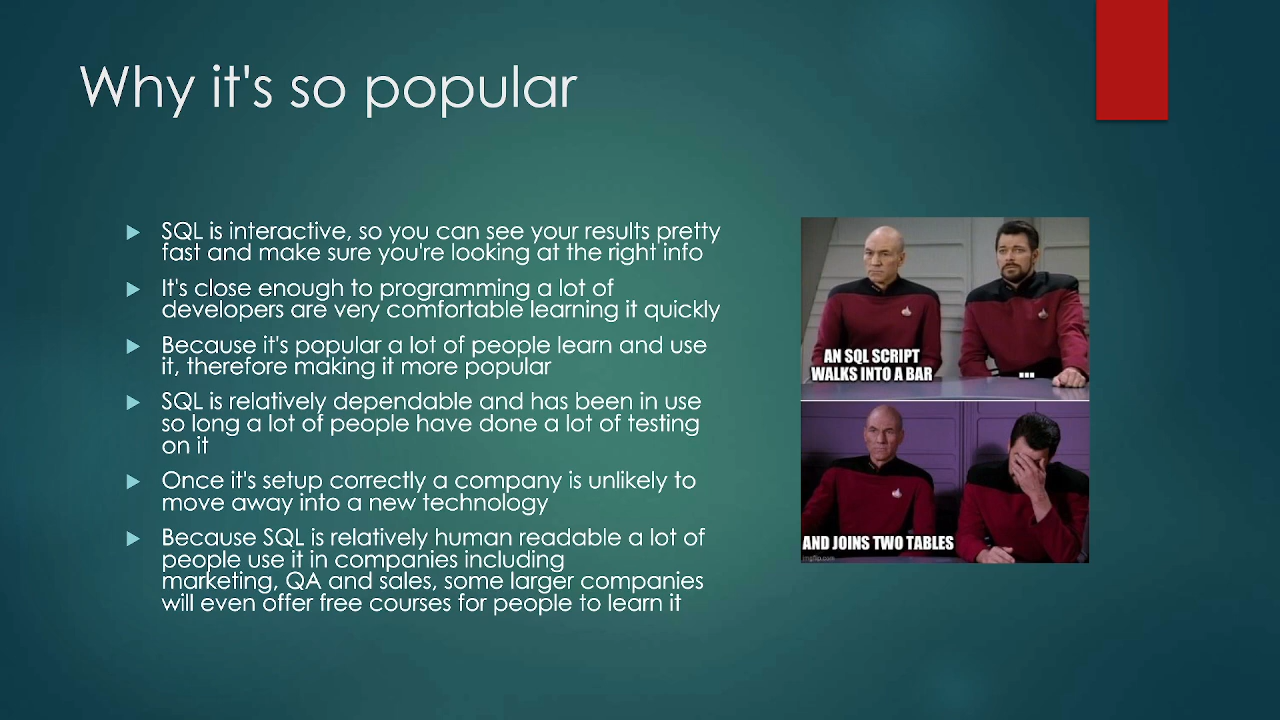 Why it's so popular
SQL is interactive, so you can see your results pretty
fast and make sure you're looking at the right info
It's close enough to programming a lot of
developers are very comfortable learning it quickly
Because it's popular a lot of people learn and use
it, therefore making it more popular
SQL is relatively dependable and has been in use
so long a lot of people have done a lot of testing
on it
Once it's setup correctly a company is unlikely to
move away into a new technology
Because SQL is relatively human readable a lot of
people use it in companies including
marketing, QA and sales, some larger companies
will even offer free courses for people to learn it
AN SQL SCRIPT
WALKS INTO A BAR
...
AND JOINS TWO TABLES
imgflip.com